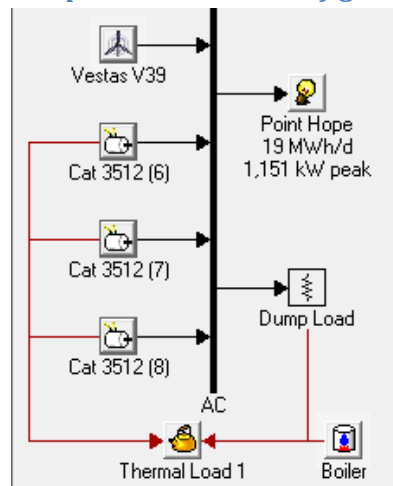 Vestas V39
Point Hope
19 MWh/d
1,151 kW peak
Cat 3512 (6)
Cat 3512 (7)
Cat 3512 (8)
Dump Load
AC
Thermal Load 1
Boiler